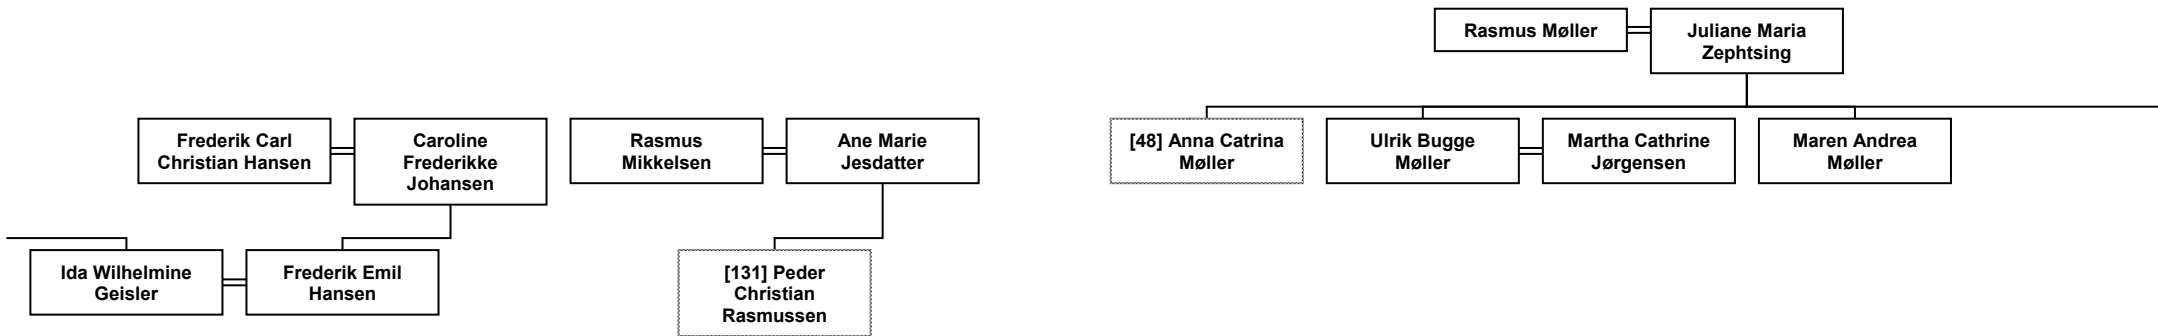 Rasmus Møller
Juliane Maria
Zephtsing
Frederik Carl
Christian Hansen
Caroline
Frederikke
Johansen
Rasmus
Mikkelsen
Ane Marie
Jesdatter
[48] Anna Catrina
Møller
Ulrik Bugge
Møller
Martha Cathrine
Jørgensen
Maren Andrea
Møller
Ida Wilhelmine
Geisler
Frederik Emil
Hansen
[131] Peder
Christian
Rasmussen